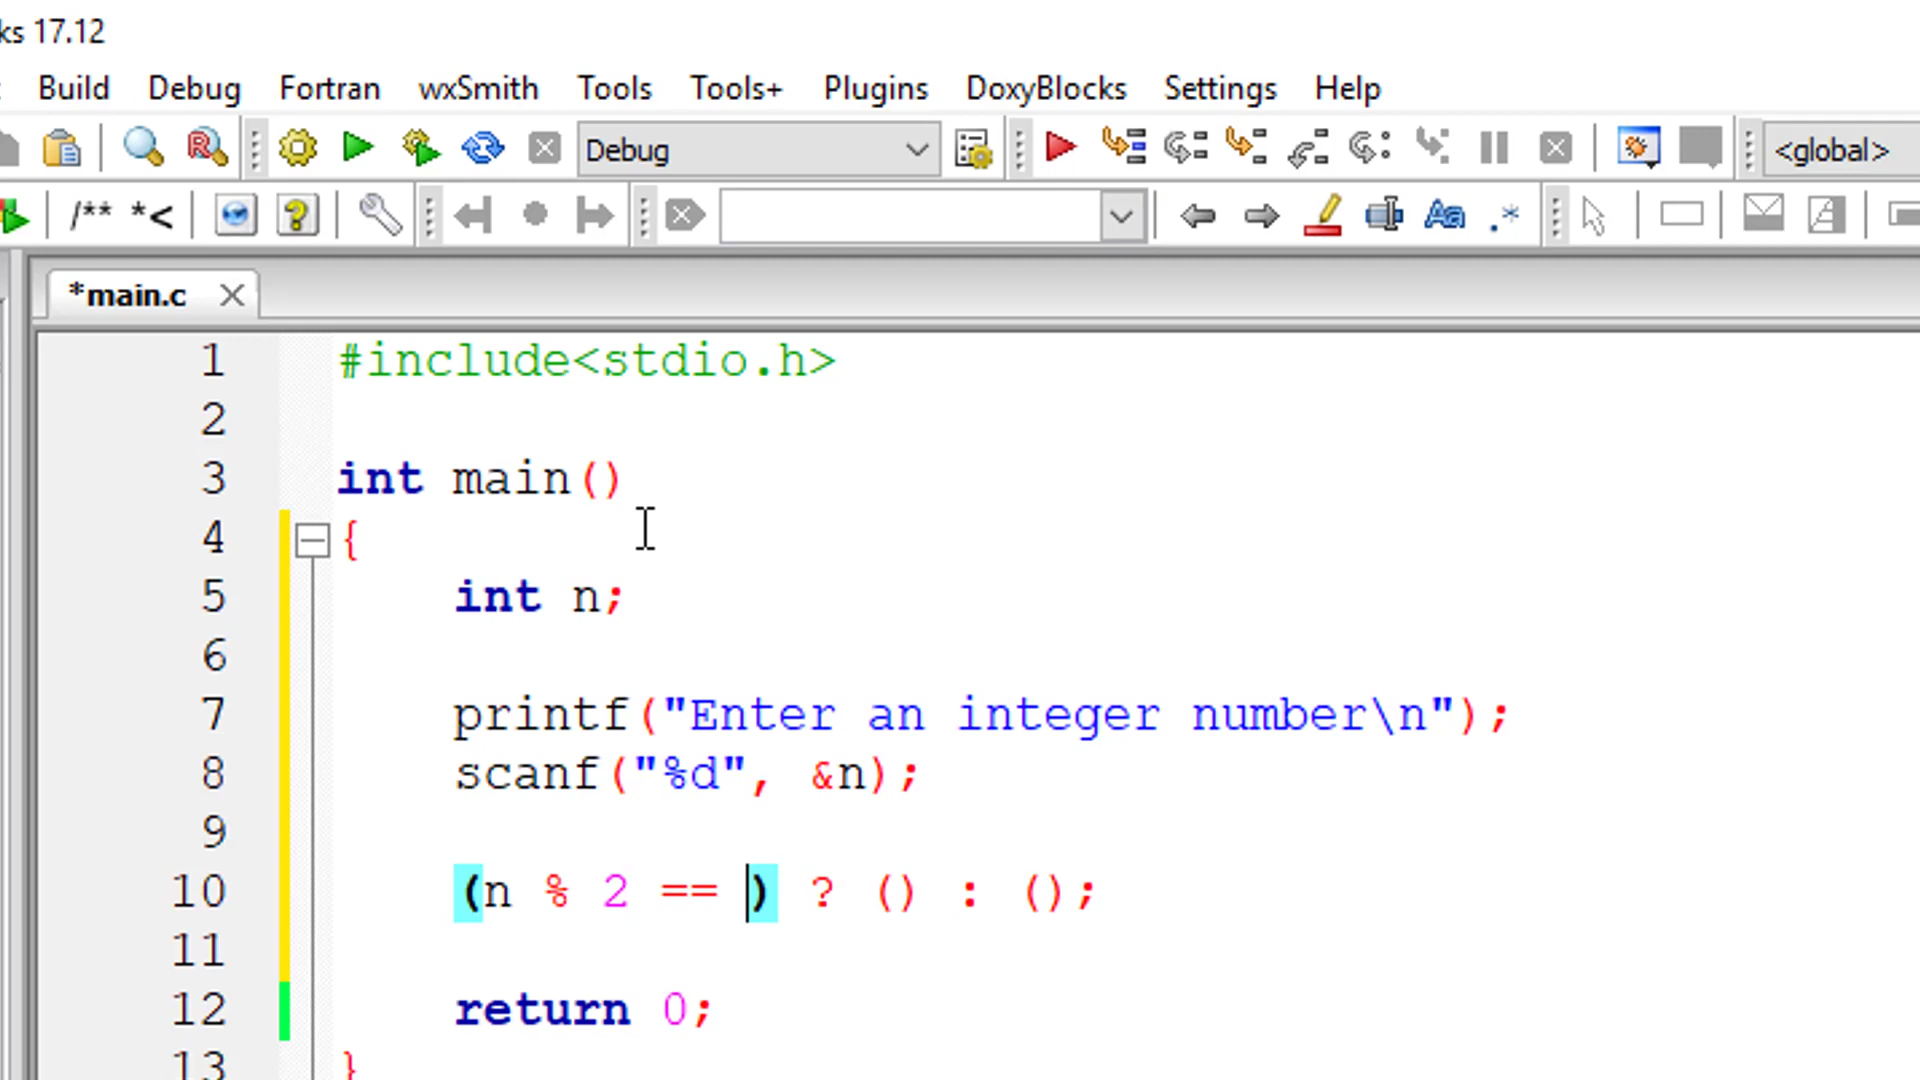 ks 17.12
Build Debug Fortran wxSmith Tools Tools+ Plugins DoxyBlocks Settings Help
Debug <global>
/** *<
*main.c
1 #include<stdio.h>
2
3 int main()
4 {
5 int n;
6
7 printf("Enter an integer number\n");
8 scanf("%d", &n);
9
10 (n % 2 == ) ? () : ();
11
12 return 0;
13 }